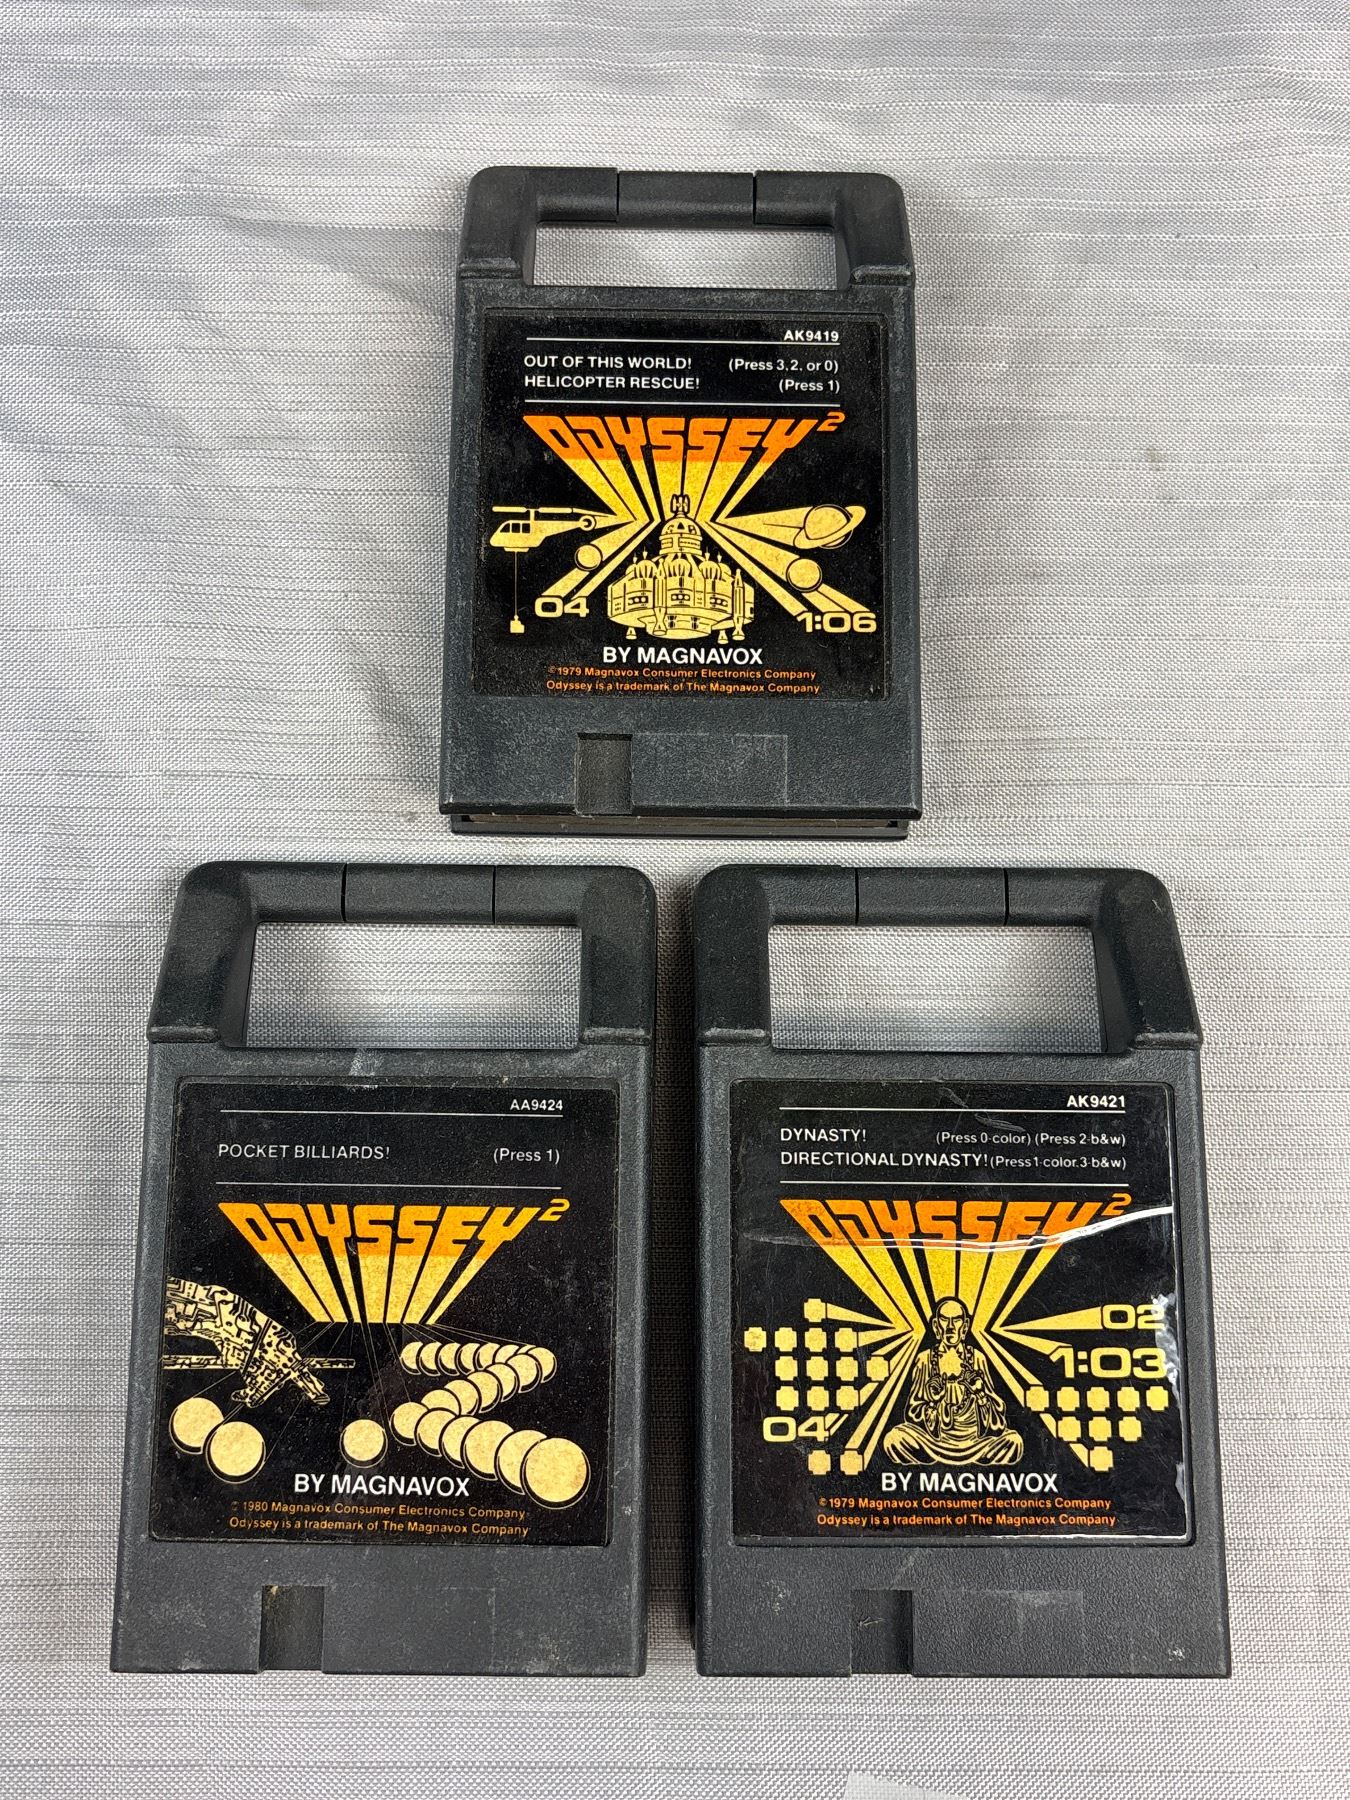 AK9419
OUT OF THIS WORLD! (Press 3, 2, or 0)
HELICOPTER RESCUE! (Press 1)
ODYSSEY²
04
1:06
BY MAGNAVOX
©1979 Magnavox Consumer Electronics Company
Odyssey is a trademark of The Magnavox Company
AA9424
POCKET BILLIARDS! (Press 1)
ODYSSEY²
BY MAGNAVOX
© 1980 Magnavox Consumer Electronics Company
Odyssey is a trademark of The Magnavox Company
AK9421
DYNASTY! (Press 0-color) (Press 2-b&w)
DIRECTIONAL DYNASTY! (Press 1-color, 3-b&w)
ODYSSEY²
02
1:03
04
BY MAGNAVOX
©1979 Magnavox Consumer Electronics Company
Odyssey is a trademark of The Magnavox Company